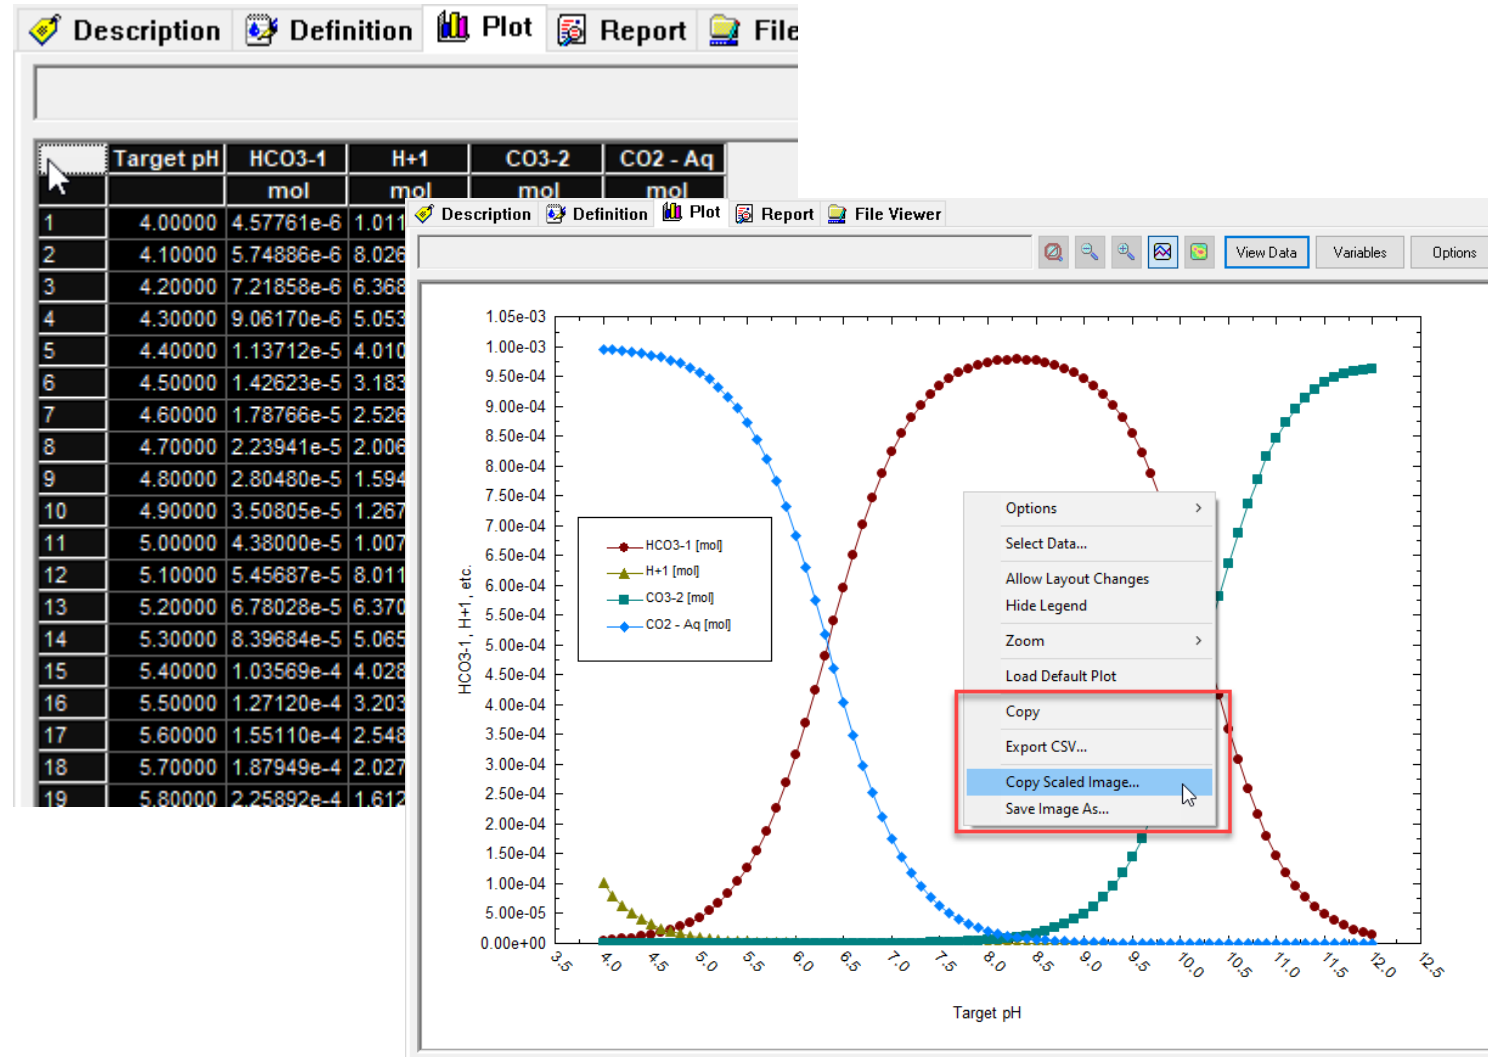 Description Definition Plot Report File
Target pH HCO3-1 H+1 CO3-2 CO2 - Aq
mol mol mol mol
1 4.00000 4.57761e-6 1.011
2 4.10000 5.74886e-6 8.026
3 4.20000 7.21858e-6 6.368
4 4.30000 9.06170e-6 5.053
5 4.40000 1.13712e-5 4.010
6 4.50000 1.42623e-5 3.183
7 4.60000 1.78766e-5 2.526
8 4.70000 2.23941e-5 2.006
9 4.80000 2.80480e-5 1.594
10 4.90000 3.50805e-5 1.267
11 5.00000 4.38000e-5 1.007
12 5.10000 5.45687e-5 8.011
13 5.20000 6.78028e-5 6.370
14 5.30000 8.39684e-5 5.065
15 5.40000 1.03569e-4 4.028
16 5.50000 1.27120e-4 3.203
17 5.60000 1.55110e-4 2.548
18 5.70000 1.87949e-4 2.027
19 5.80000 2.25892e-4 1.612
Description Definition Plot Report File Viewer
View Data Variables Options
1.05e-03
1.00e-03
9.50e-04
9.00e-04
8.50e-04
8.00e-04
7.50e-04
7.00e-04
6.50e-04
6.00e-04
5.50e-04
5.00e-04
4.50e-04
4.00e-04
3.50e-04
3.00e-04
2.50e-04
2.00e-04
1.50e-04
1.00e-04
5.00e-05
0.00e+00
HCO3-1, H+1, etc.
HCO3-1 [mol]
H+1 [mol]
CO3-2 [mol]
CO2 - Aq [mol]
Options
Select Data...
Allow Layout Changes
Hide Legend
Zoom
Load Default Plot
Copy
Export CSV...
Copy Scaled Image...
Save Image As...
3.5 4.0 4.5 5.0 5.5 6.0 6.5 7.0 7.5 8.0 8.5 9.0 9.5 10.0 10.5 11.0 11.5 12.0 12.5
Target pH